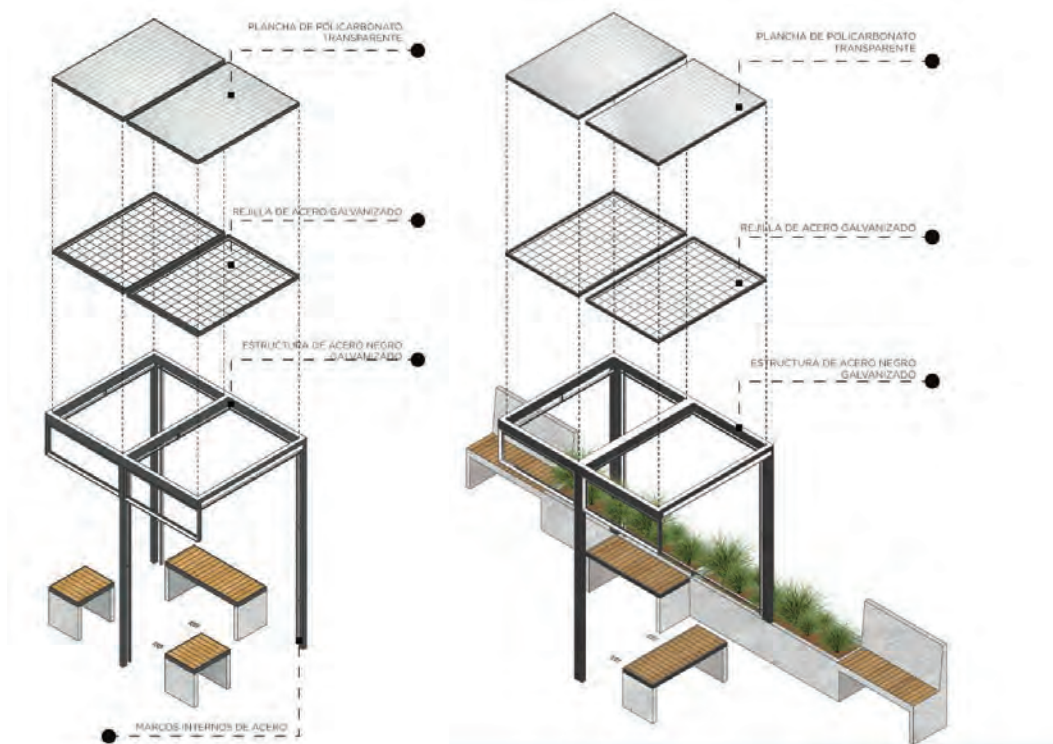 PLANCHA DE POLICARBONATO
TRANSPARENTE
REJILLA DE ACERO GALVANIZADO
ESTRUCTURA DE ACERO NEGRO
GALVANIZADO
MARCOS INTERNOS DE ACERO
PLANCHA DE POLICARBONATO
TRANSPARENTE
REJILLA DE ACERO GALVANIZADO
ESTRUCTURA DE ACERO NEGRO
GALVANIZADO